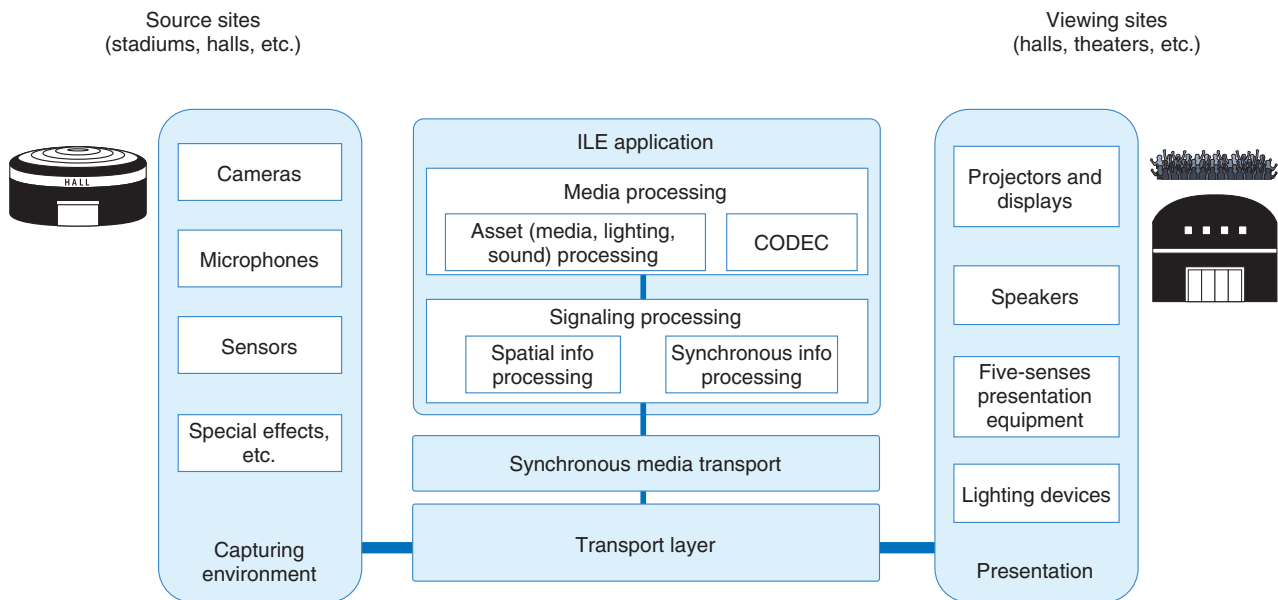 Source sites
(stadiums, halls, etc.)
Viewing sites
(halls, theaters, etc.)
HALL
Cameras
Microphones
Sensors
Special effects,
etc.
Capturing
environment
ILE application
Media processing
Asset (media, lighting,
sound) processing
CODEC
Signaling processing
Spatial info
processing
Synchronous info
processing
Synchronous media transport
Transport layer
Projectors and
displays
Speakers
Five-senses
presentation
equipment
Lighting devices
Presentation